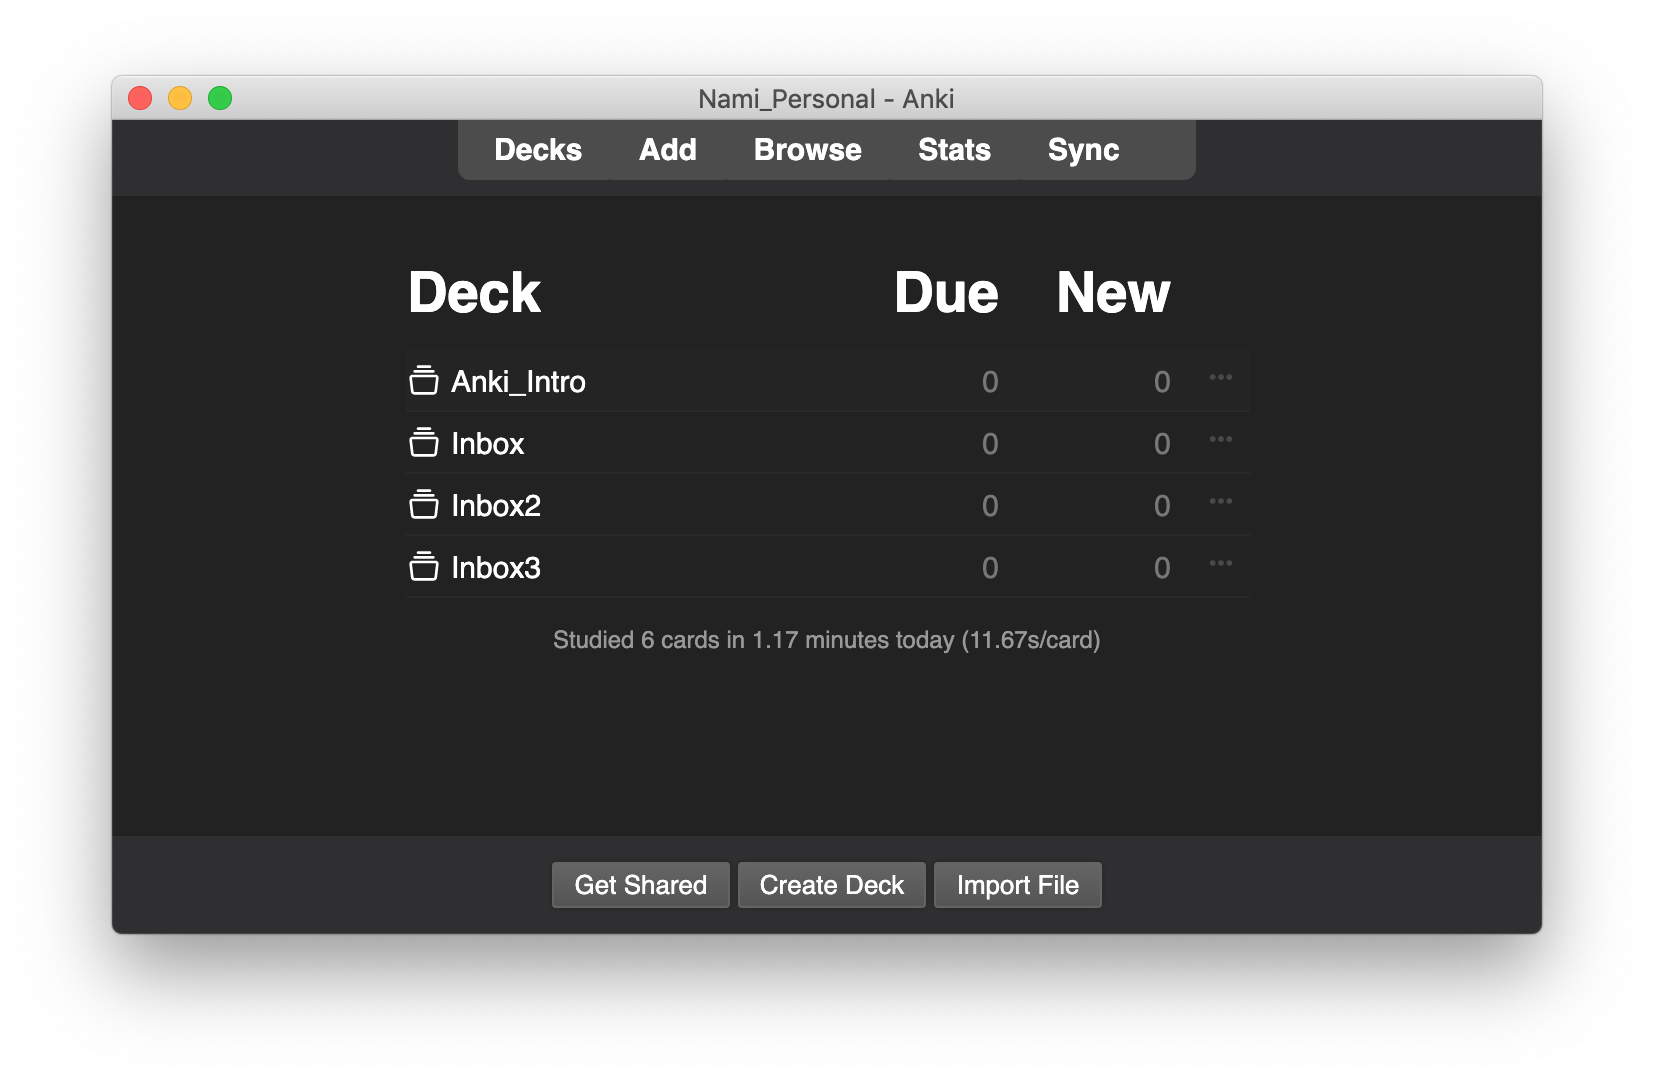 Nami_Personal - Anki
Decks Add Browse Stats Sync
Deck Due New
Anki_Intro 0 0
Inbox 0 0
Inbox2 0 0
Inbox3 0 0
Studied 6 cards in 1.17 minutes today (11.67s/card)
Get Shared Create Deck Import File